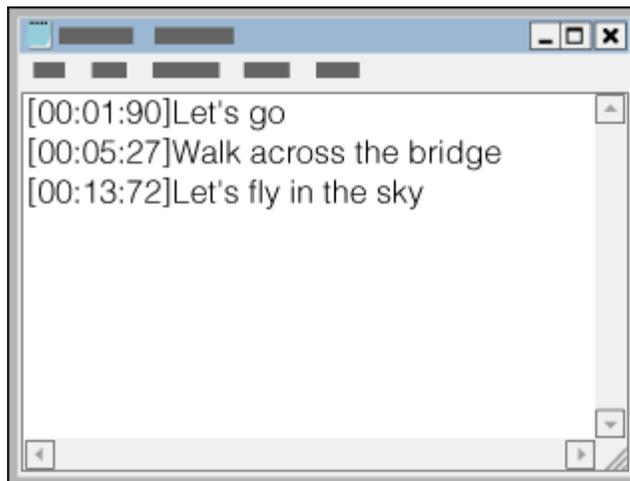 [00:01:90]Let's go
[00:05:27]Walk across the bridge
[00:13:72]Let's fly in the sky